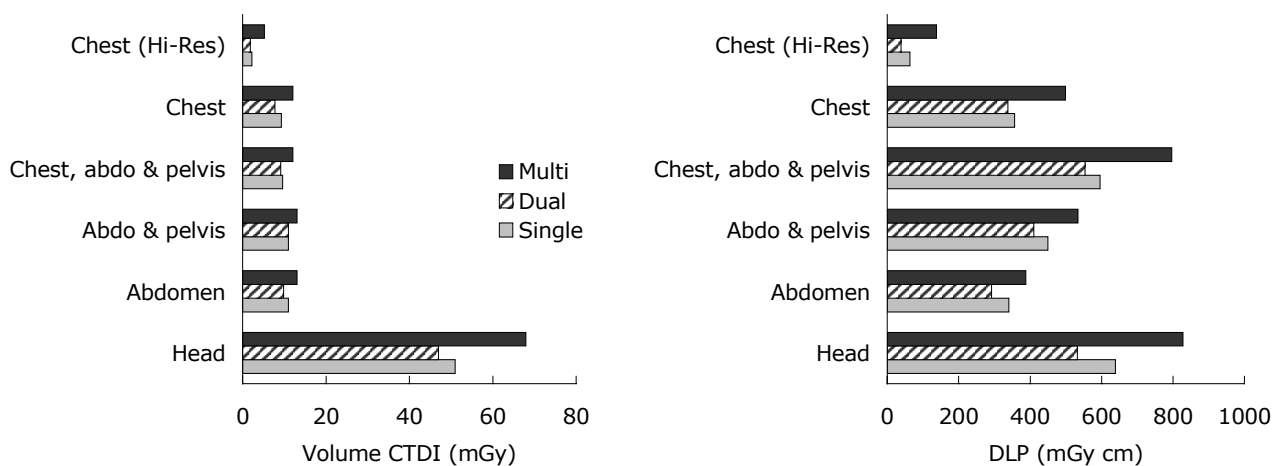 Chest (Hi-Res)
Chest
Chest, abdo & pelvis
Abdo & pelvis
Abdomen
Head
0 20 40 60 80
Volume CTDI (mGy)
Multi
Dual
Single
Chest (Hi-Res)
Chest
Chest, abdo & pelvis
Abdo & pelvis
Abdomen
Head
0 200 400 600 800 1000
DLP (mGy cm)